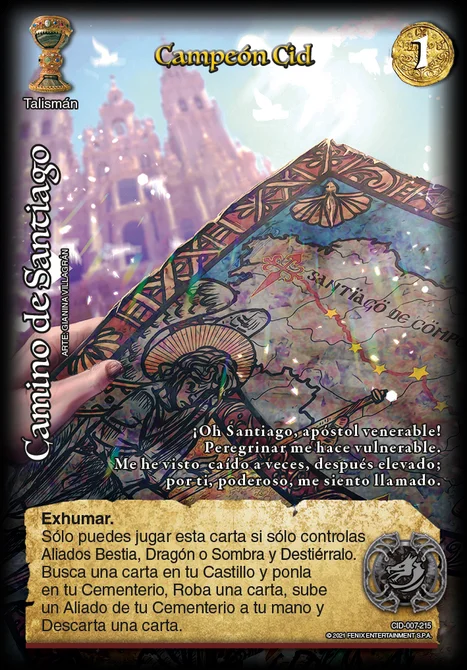 Campeón Cid
1
Talismán
Camino de Santiago
ARTE: GIANINA VILLAGRÁN
SANTIAGO DE COMP
¡Oh Santiago, apóstol venerable!
Peregrinar me hace vulnerable.
Me he visto caído a veces, después elevado;
por ti, poderoso, me siento llamado.
Exhumar.
Sólo puedes jugar esta carta si sólo controlas
Aliados Bestia, Dragón o Sombra y Destiérralo.
Busca una carta en tu Castillo y ponla
en tu Cementerio, Roba una carta, sube
un Aliado de tu Cementerio a tu mano y
Descarta una carta.
CID-007-215
© 2021 FENIX ENTERTAINMENT S.P.A.